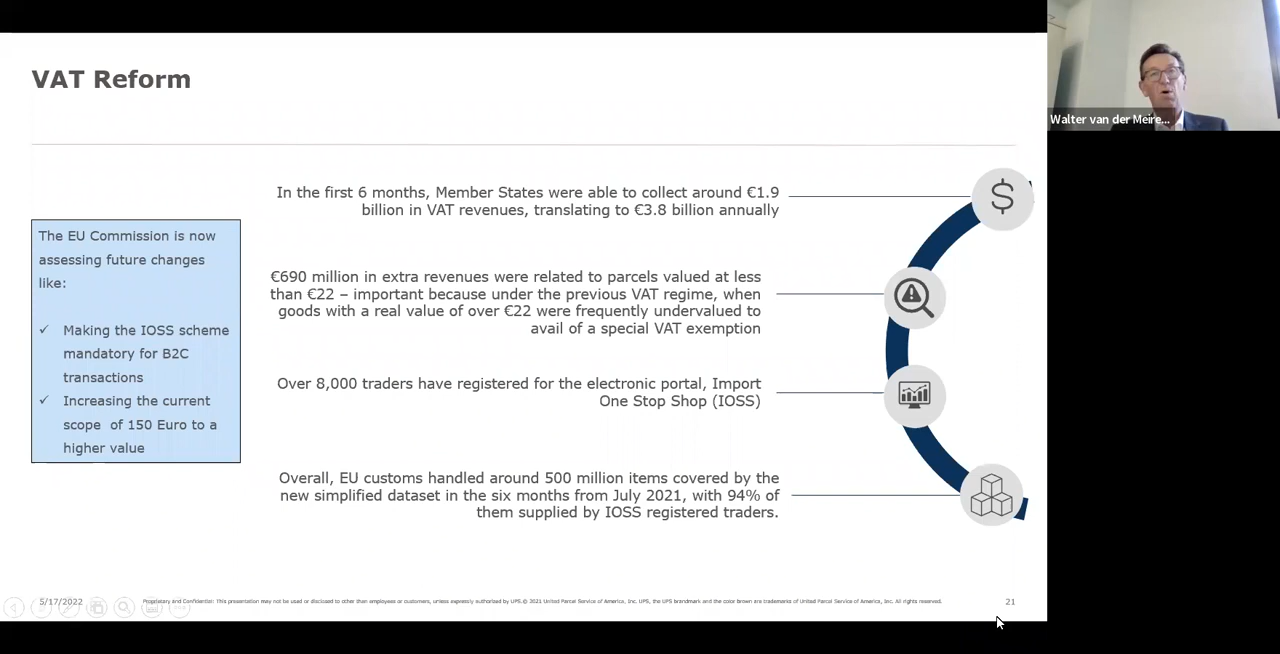 VAT Reform
Walter van der Meire...
In the first 6 months, Member States were able to collect around €1.9
billion in VAT revenues, translating to €3.8 billion annually
The EU Commission is now
assessing future changes
like:
✓ Making the IOSS scheme
mandatory for B2C
transactions
✓ Increasing the current
scope of 150 Euro to a
higher value
€690 million in extra revenues were related to parcels valued at less
than €22 – important because under the previous VAT regime, when
goods with a real value of over €22 were frequently undervalued to
avail of a special VAT exemption
Over 8,000 traders have registered for the electronic portal, Import
One Stop Shop (IOSS)
Overall, EU customs handled around 500 million items covered by the
new simplified dataset in the six months from July 2021, with 94% of
them supplied by IOSS registered traders.
5/17/2022
Proprietary and Confidential: This presentation may not be used or disclosed to other than employees or customers, unless expressly authorized by UPS.© 2021 United Parcel Service of America, Inc. UPS, the UPS brandmark and the color brown are trademarks of United Parcel Service of America, Inc. All rights reserved.
21